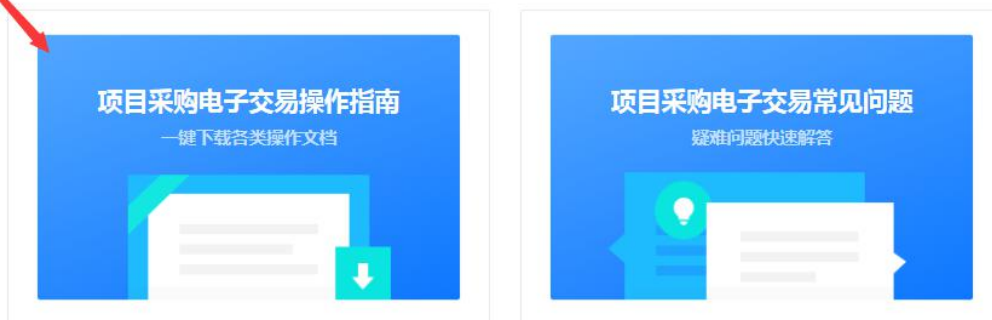 项目采购电子交易操作指南
一键下载各类操作文档
项目采购电子交易常见问题
疑难问题快速解答